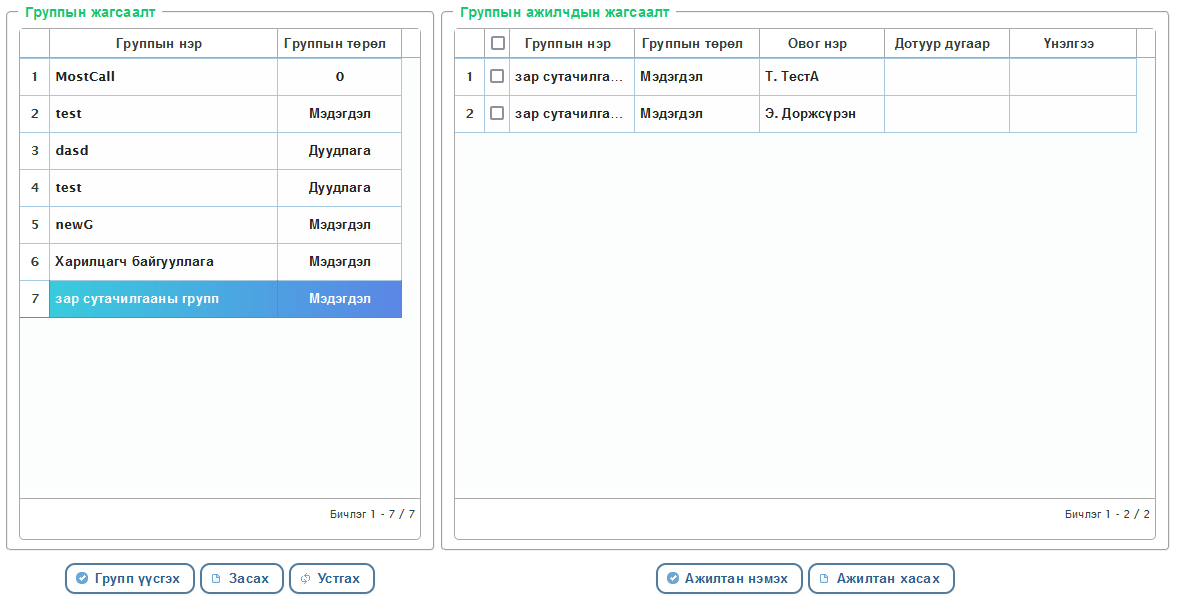 Группын жагсаалт
Группын нэр Группын төрөл
1 MostCall 0
2 test Мэдэгдэл
3 dasd Дуудлага
4 test Дуудлага
5 newG Мэдэгдэл
6 Харилцагч байгууллага Мэдэгдэл
7 зар сутачилгааны групп Мэдэгдэл
Бичлэг 1 - 7 / 7
Групп үүсгэх Засах Устгах
Группын ажилчдын жагсаалт
Группын нэр Группын төрөл Овог нэр Дотуур дугаар Үнэлгээ
1 зар сутачилга... Мэдэгдэл Т. ТестА
2 зар сутачилга... Мэдэгдэл Э. Доржсүрэн
Бичлэг 1 - 2 / 2
Ажилтан нэмэх Ажилтан хасах